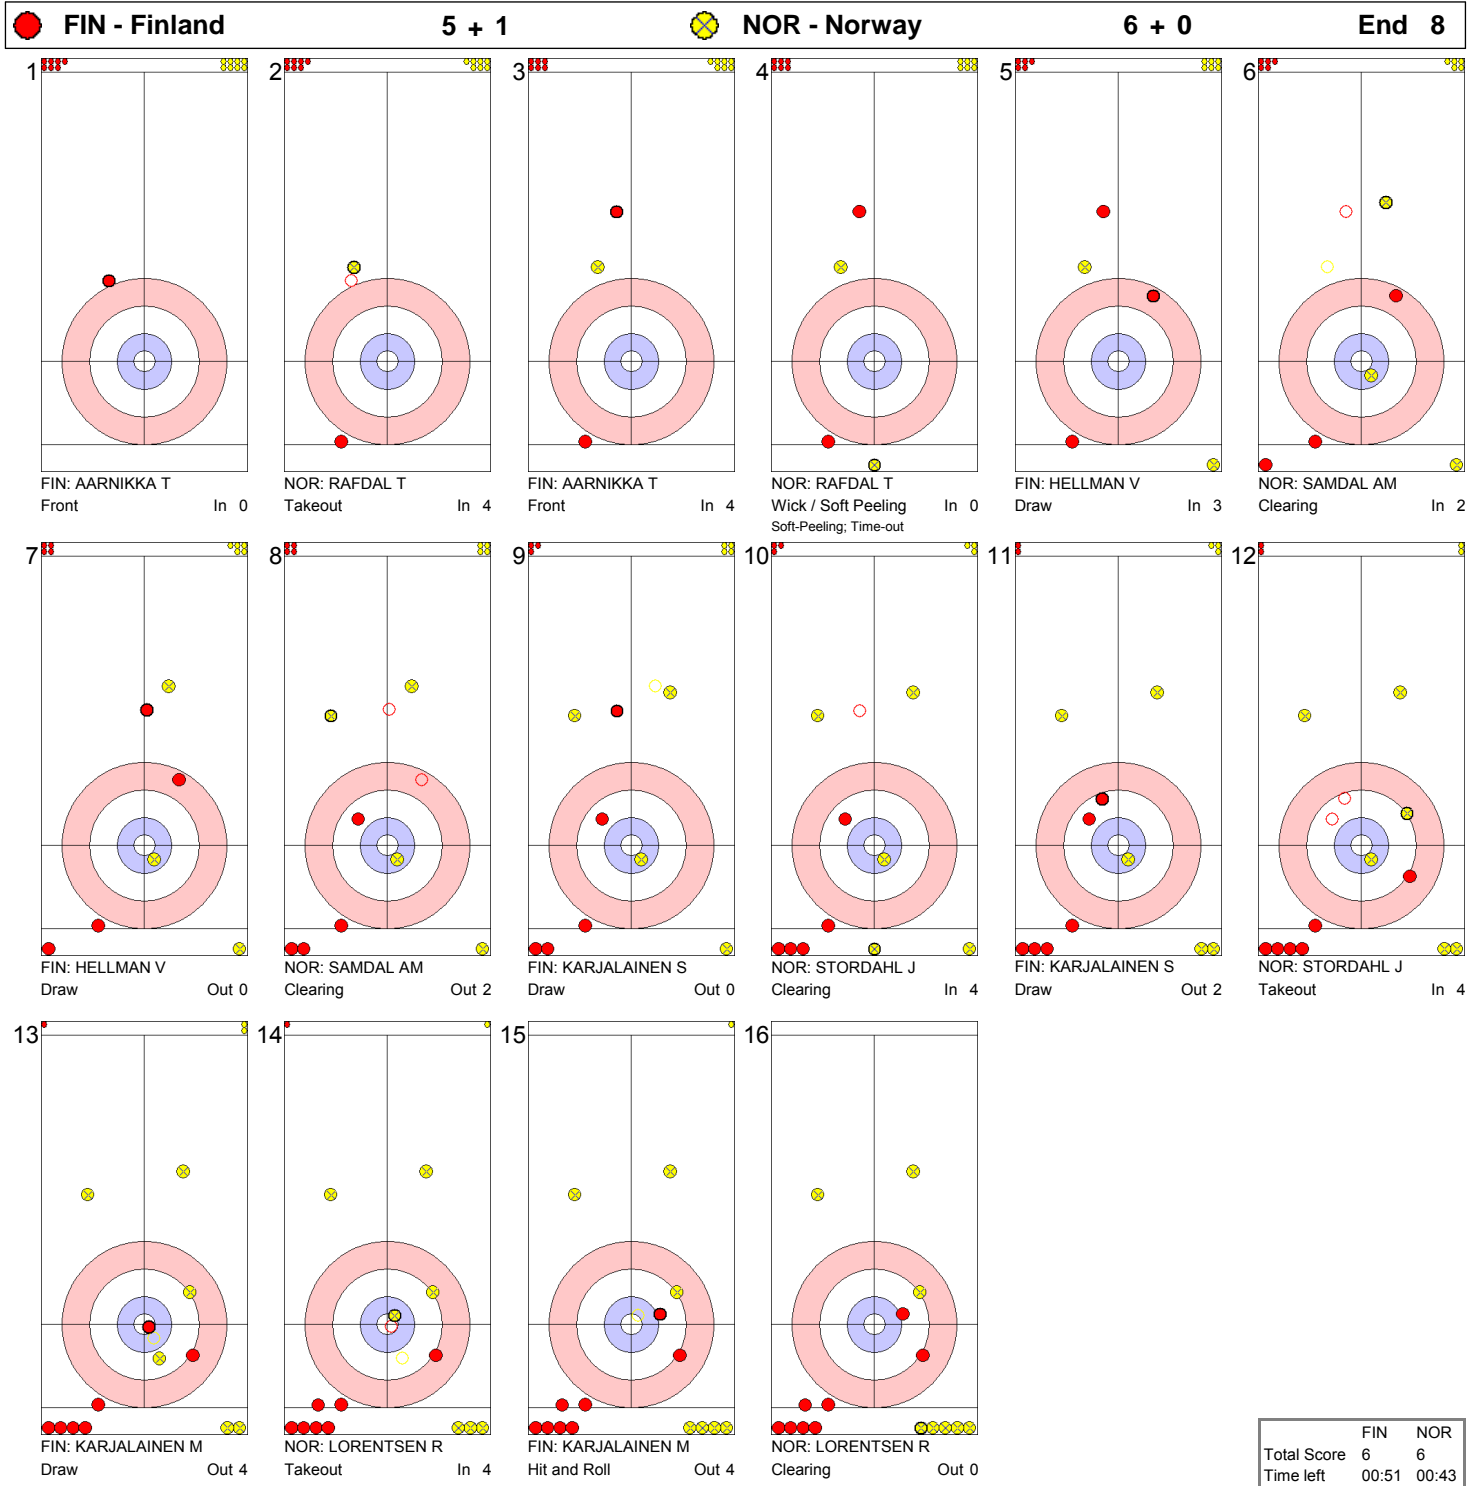 FIN - Finland 5 + 1 NOR - Norway 6 + 0 End 8
1 2 3 4 5 6
FIN: AARNIKKA T NOR: RAFDAL T FIN: AARNIKKA T NOR: RAFDAL T FIN: HELLMAN V NOR: SAMDAL AM
Front In 0 Takeout In 4 Front In 4 Wick / Soft Peeling In 0 Draw In 3 Clearing In 2
Soft-Peeling; Time-out
7 8 9 10 11 12
FIN: HELLMAN V NOR: SAMDAL AM FIN: KARJALAINEN S NOR: STORDAHL J FIN: KARJALAINEN S NOR: STORDAHL J
Draw Out 0 Clearing Out 2 Draw Out 0 Clearing In 4 Draw Out 2 Takeout In 4
13 14 15 16
FIN: KARJALAINEN M NOR: LORENTSEN R FIN: KARJALAINEN M NOR: LORENTSEN R
Draw Out 4 Takeout In 4 Hit and Roll Out 4 Clearing Out 0
FIN NOR
Total Score 6 6
Time left 00:51 00:43